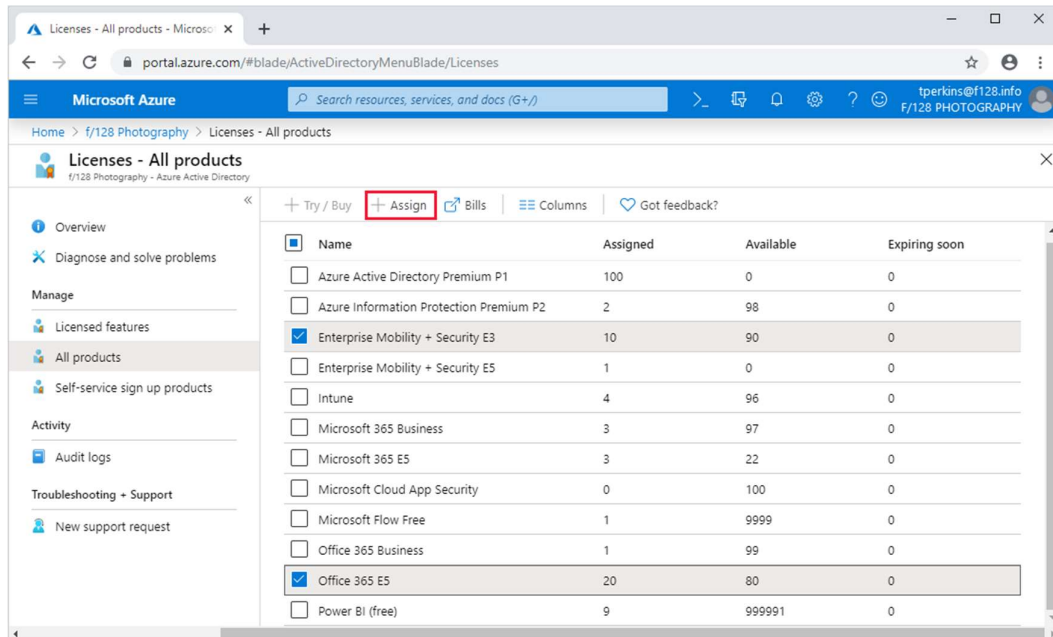 Licenses - All products - Microso
portal.azure.com/#blade/ActiveDirectoryMenuBlade/Licenses
Microsoft Azure
Search resources, services, and docs (G+/)
tperkins@f128.info
F/128 PHOTOGRAPHY
Home > f/128 Photography > Licenses - All products
Licenses - All products
f/128 Photography - Azure Active Directory
Overview
Diagnose and solve problems
Manage
Licensed features
All products
Self-service sign up products
Activity
Audit logs
Troubleshooting + Support
New support request
+ Try / Buy + Assign Bills Columns Got feedback?
Name Assigned Available Expiring soon
Azure Active Directory Premium P1 100 0 0
Azure Information Protection Premium P2 2 98 0
Enterprise Mobility + Security E3 10 90 0
Enterprise Mobility + Security E5 1 0 0
Intune 4 96 0
Microsoft 365 Business 3 97 0
Microsoft 365 E5 3 22 0
Microsoft Cloud App Security 0 100 0
Microsoft Flow Free 1 9999 0
Office 365 Business 1 99 0
Office 365 E5 20 80 0
Power BI (free) 9 999991 0